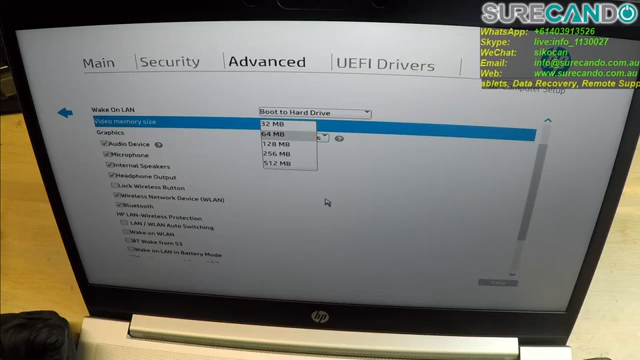 SURECANDO
WhatsApp: +61403913526
Skype: live:info_1130027
WeChat: sikocan
Email: info@surecando.com.au
Web: www.surecando.com.au
ablets, Data Recovery, Remote Supp
Main Security Advanced UEFI Drivers
Setup
Wake On LAN Boot to Hard Drive
Video memory size 32 MB
64 MB
Graphics
Audio Device 128 MB
Microphone 256 MB
Internal Speakers 512 MB
Headphone Output
Lock Wireless Button
Wireless Network Device (WLAN)
Bluetooth
HP LAN-Wireless Protection
LAN / WLAN Auto Switching
Wake on WLAN
BT Wake from S3
Wake on LAN in Battery Mode
hp